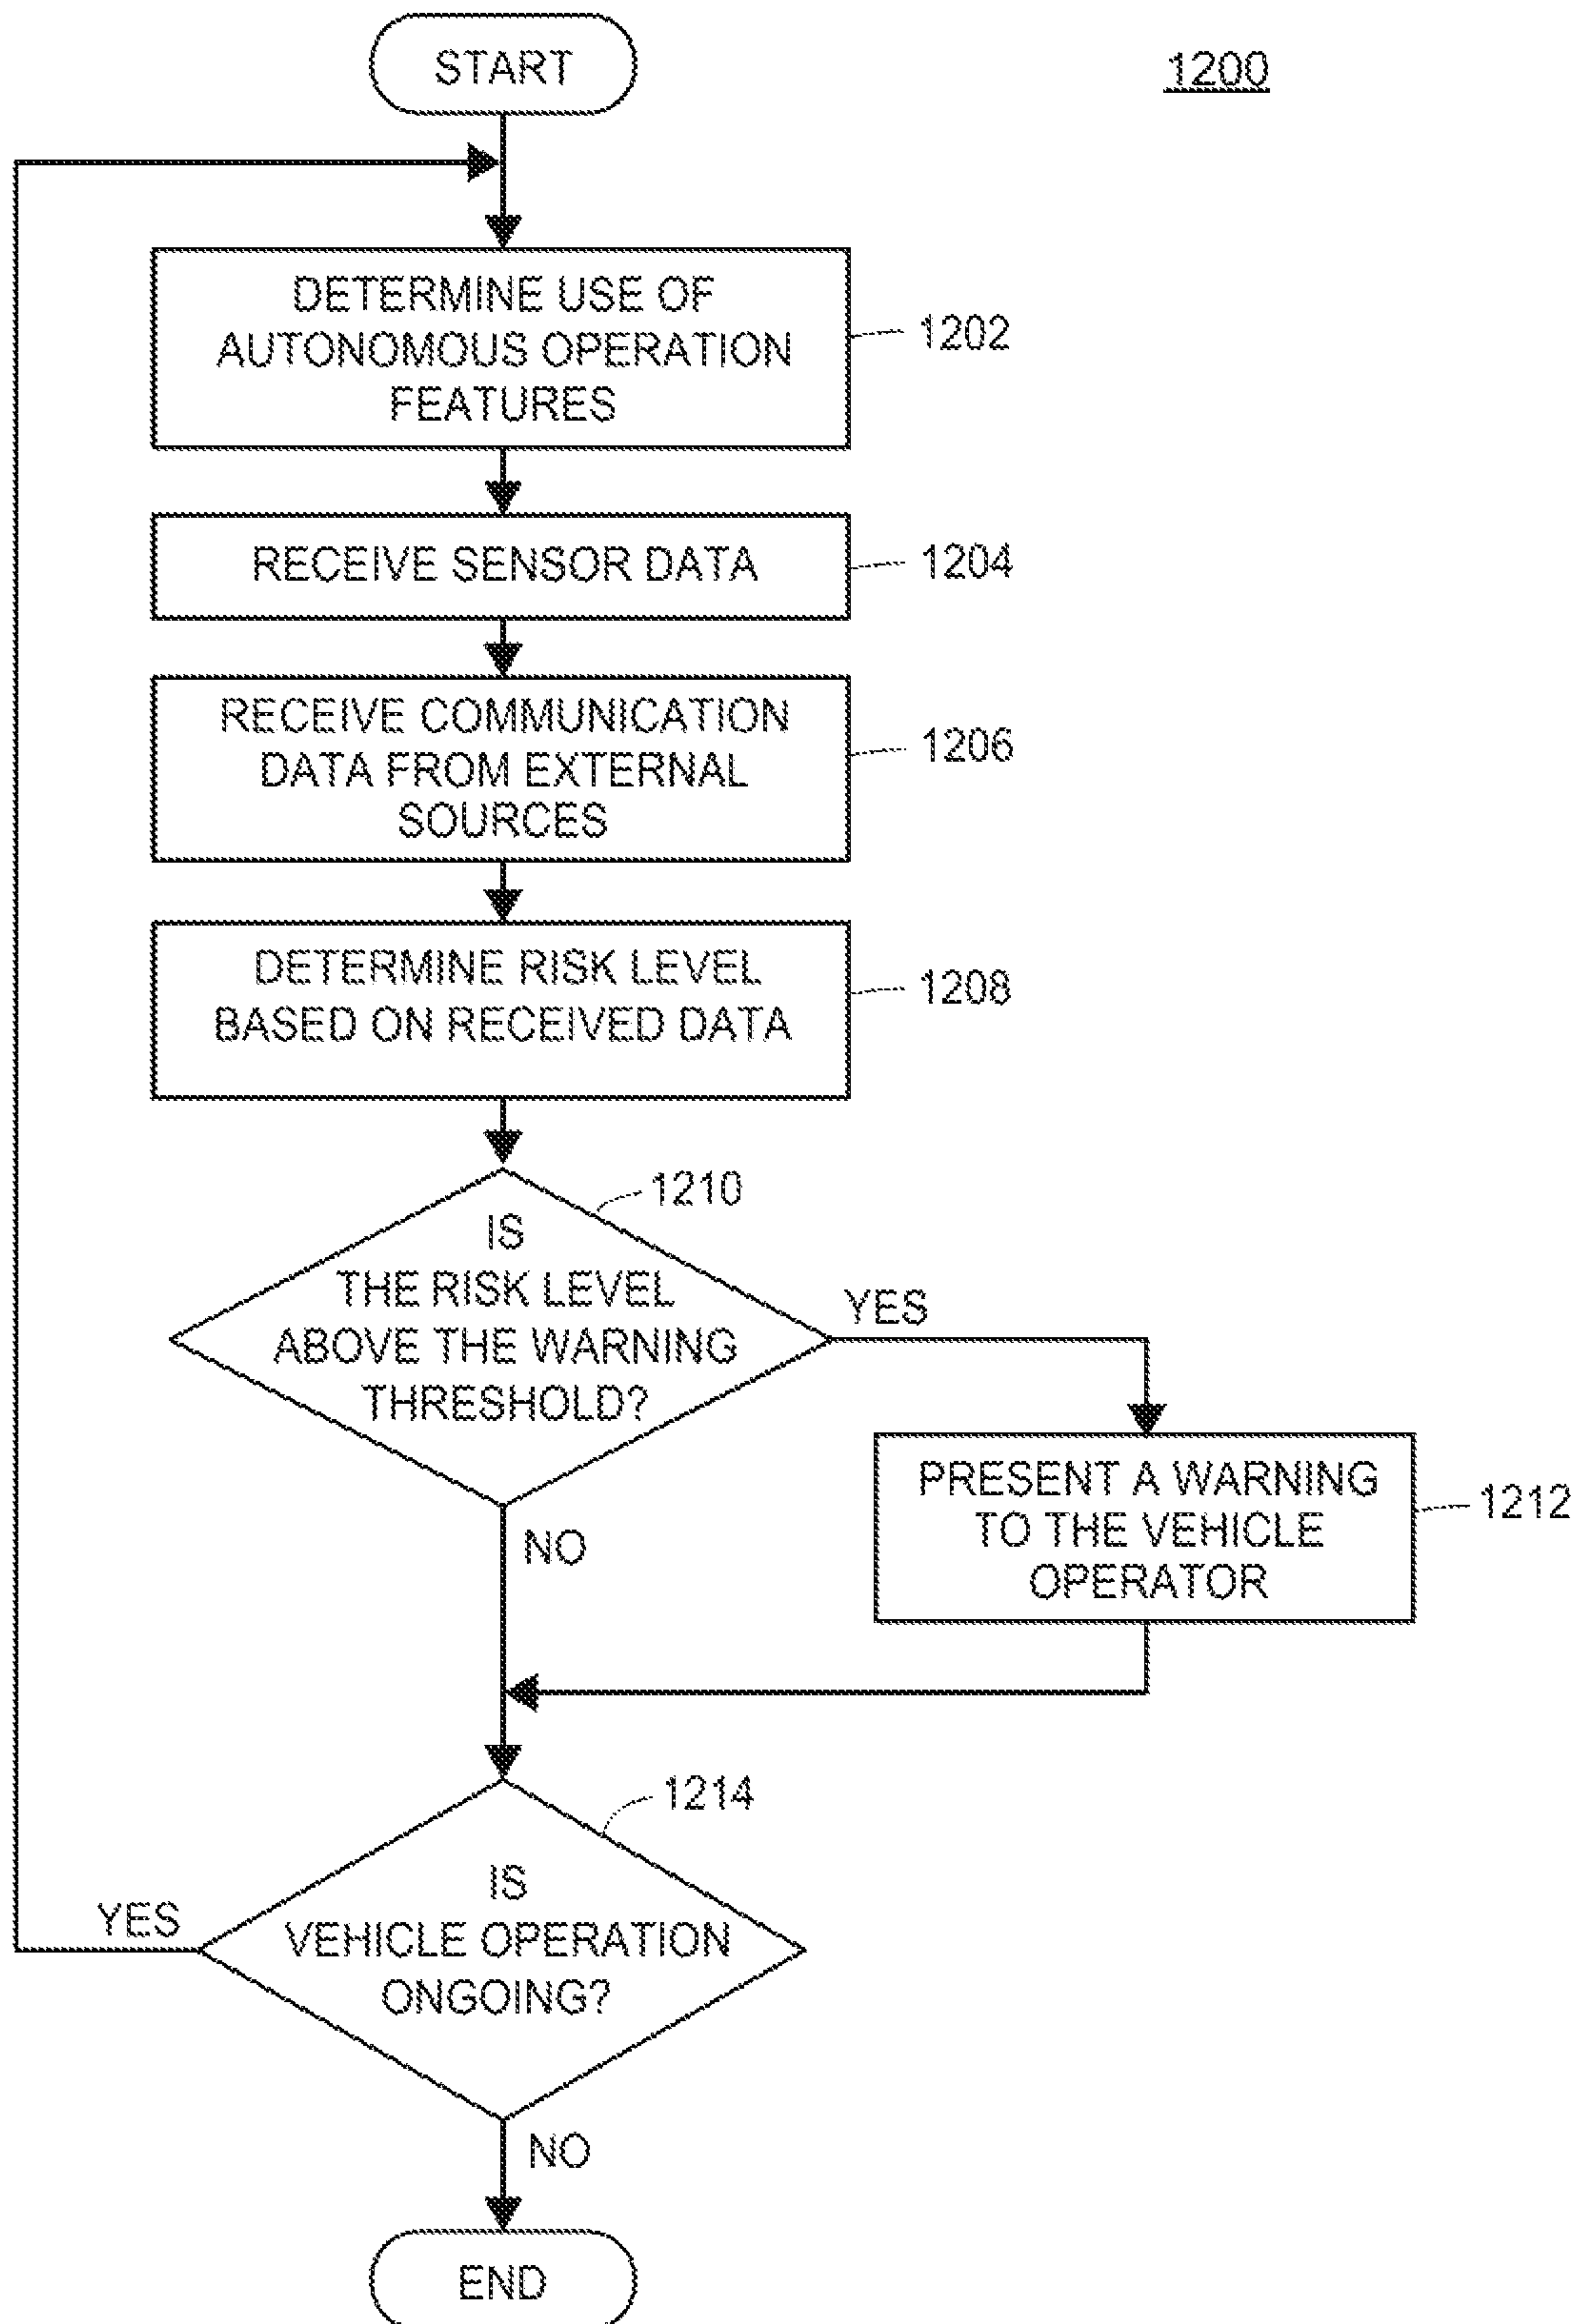 START
1200
DETERMINE USE OF
AUTONOMOUS OPERATION
FEATURES
1202
RECEIVE SENSOR DATA
1204
RECEIVE COMMUNICATION
DATA FROM EXTERNAL
SOURCES
1206
DETERMINE RISK LEVEL
BASED ON RECEIVED DATA
1208
1210
IS
THE RISK LEVEL
ABOVE THE WARNING
THRESHOLD?
YES
NO
PRESENT A WARNING
TO THE VEHICLE
OPERATOR
1212
1214
IS
VEHICLE OPERATION
ONGOING?
YES
NO
END